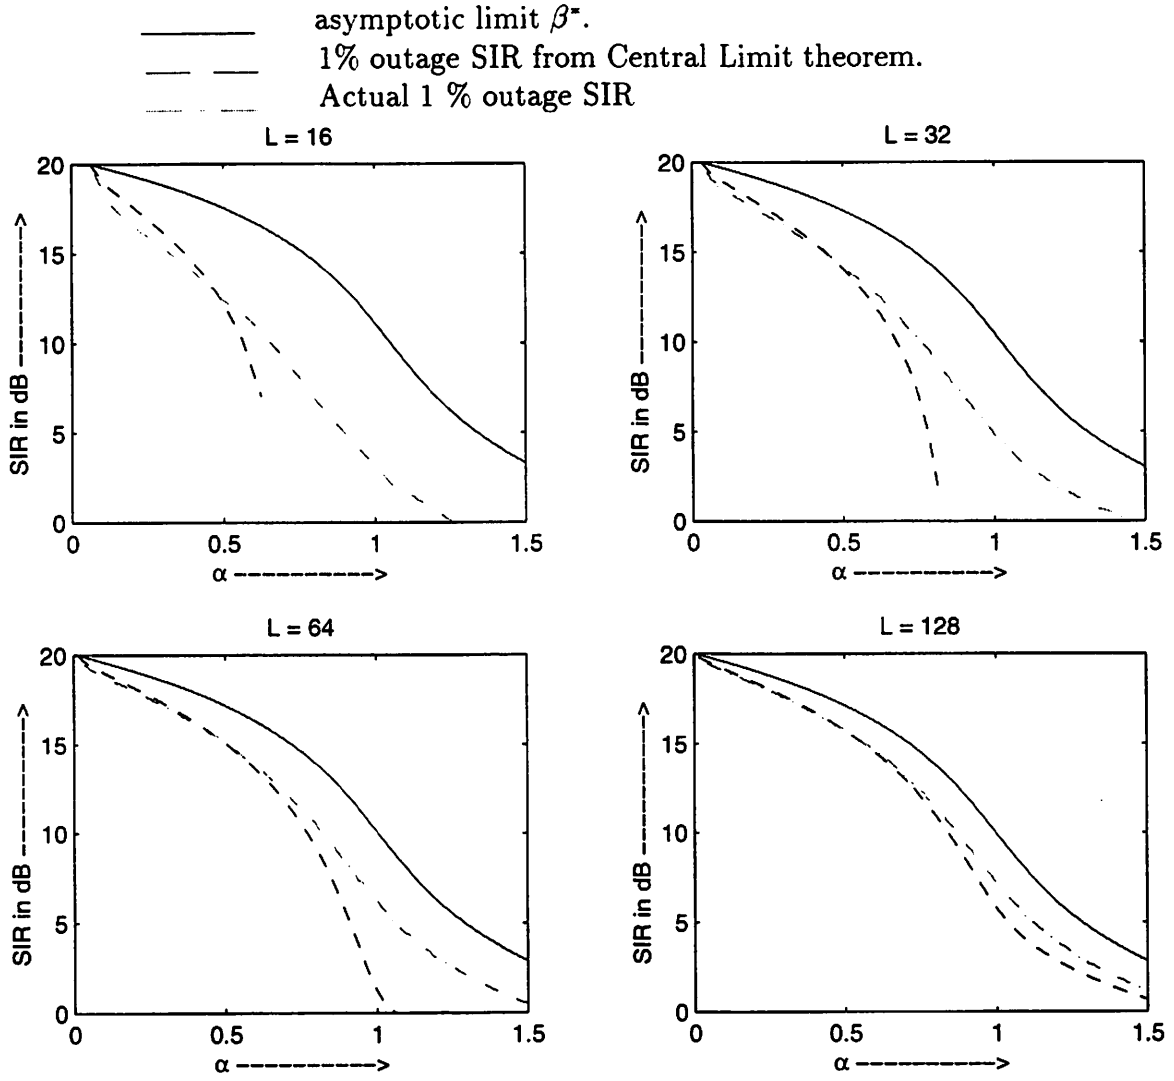 asymptotic limit β*.
1% outage SIR from Central Limit theorem.
Actual 1 % outage SIR
L = 16
20
15
10
5
0
SIR in dB ---------->
0 0.5 1 1.5
α ------------->
L = 32
20
15
10
5
0
SIR in dB ---------->
0 0.5 1 1.5
α ------------->
L = 64
20
15
10
5
0
SIR in dB ---------->
0 0.5 1 1.5
α ------------->
L = 128
20
15
10
5
0
SIR in dB ---------->
0 0.5 1 1.5
α ------------->